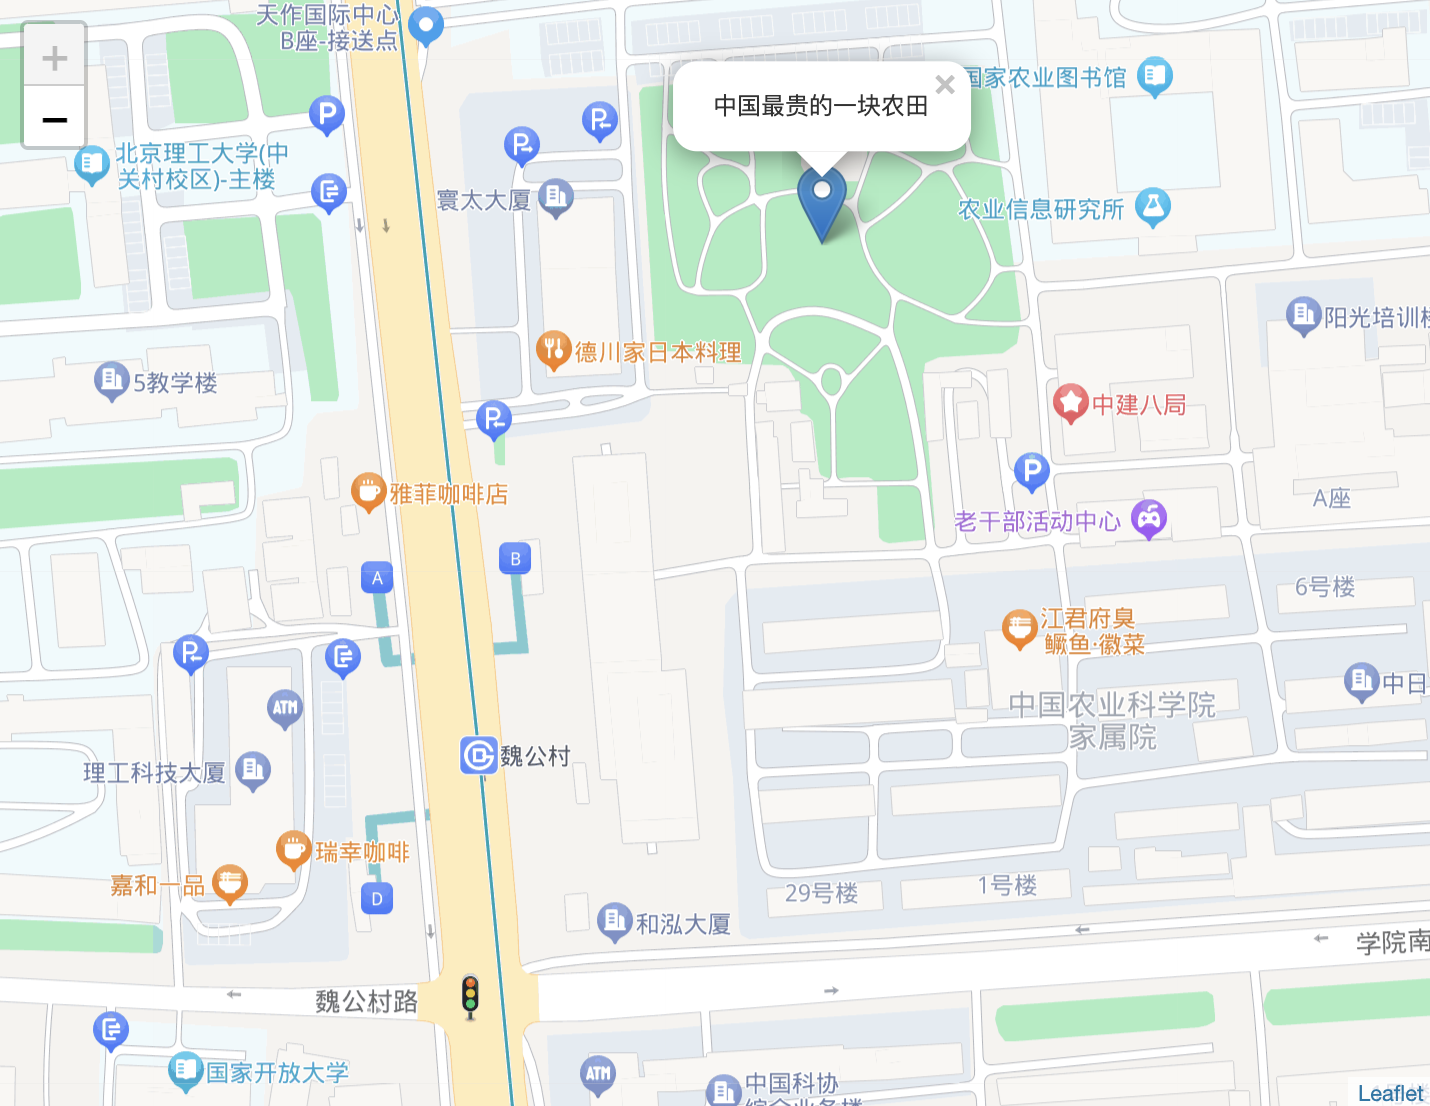 天作国际中心
B座-接送点
+
−
P
P
P
国家农业图书馆
×
中国最贵的一块农田
北京理工大学(中
关村校区)-主楼
寰太大厦
农业信息研究所
阳光培训
德川家日本料理
5教学楼
中建八局
P
P
雅菲咖啡店
A座
老干部活动中心
B
A
6号楼
江君府臭
鳜鱼·徽菜
P
中日
ATM
中国农业科学院
家属院
魏公村
理工科技大厦
瑞幸咖啡
嘉和一品
D
29号楼
1号楼
和泓大厦
学院南
魏公村路
国家开放大学
ATM
中国科协
Leaflet